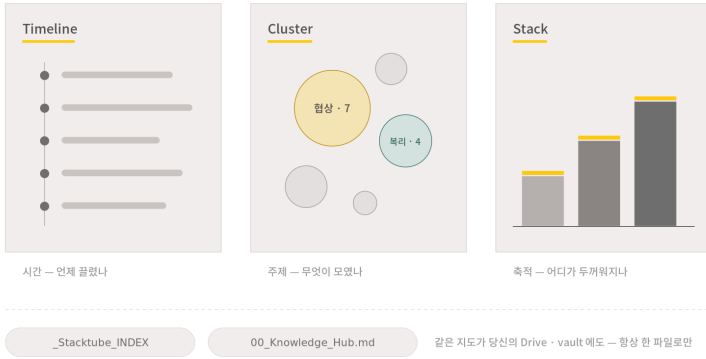 Timeline
Cluster
Stack
협상 · 7
복리 · 4
시간 — 언제 끌렸나
주제 — 무엇이 모였나
축적 — 어디가 두꺼워지나
_Stacktube_INDEX
00_Knowledge_Hub.md
같은 지도가 당신의 Drive · vault 에도 — 항상 한 파일로만